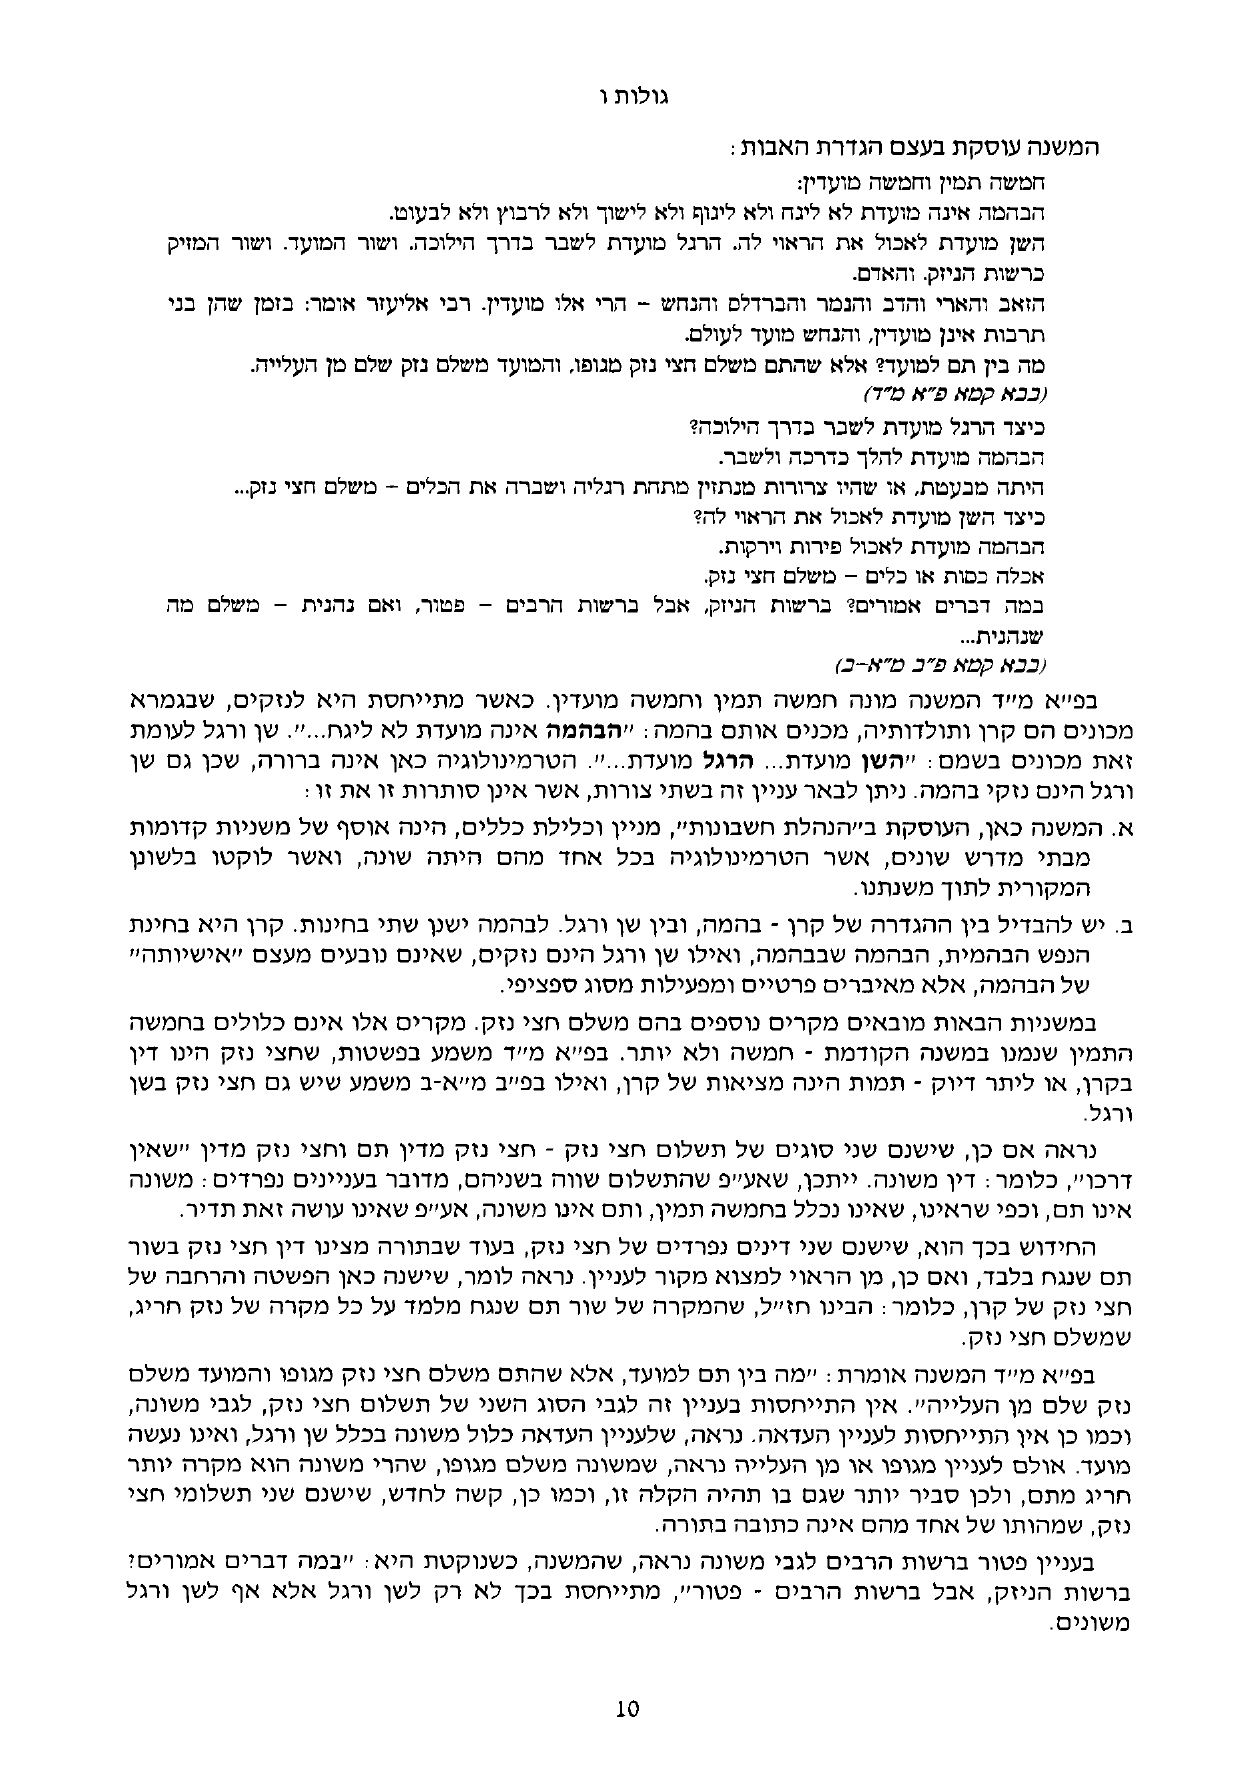 גולות ו
המשנה עוסקת בעצם הגדרת האבות:
חמשה תמין וחמשה מועדין:
הבהמה אינה מועדת לא ליגח ולא ליגוף ולא לישוך ולא לרבוץ ולא לבעוט.
השן מועדת לאכול את הראוי לה. הרגל מועדת לשבר בדרך הילוכה. ושור המועד. ושור המזיק
ברשות הניזק. והאדם.
הזאב והארי והדב והנמר והברדלס והנחש – הרי אלו מועדין. רבי אליעזר אומר: בזמן שהן בני
תרבות אינן מועדין, והנחש מועד לעולם.
מה בין תם למועד? אלא שהתם משלם חצי נזק מגופו, והמועד משלם נזק שלם מן העלייה.
(בבא קמא פ״א מ״ד)
כיצד הרגל מועדת לשבר בדרך הילוכה?
הבהמה מועדת להלך כדרכה ולשבר.
היתה מבעטת, או שהיו צרורות מנתזין מתחת רגליה ושברה את הכלים – משלם חצי נזק...
כיצד השן מועדת לאכול את הראוי לה?
הבהמה מועדת לאכול פירות וירקות.
אכלה כסות או כלים – משלם חצי נזק.
במה דברים אמורים? ברשות הניזק, אבל ברשות הרבים – פטור, ואם נהנית – משלם מה
שנהנית...
(בבא קמא פ״ב מ״א-ב)
בפ״א מ״ד המשנה מונה חמשה תמין וחמשה מועדין. כאשר מתייחסת היא לנזקים, שבגמרא
מכונים הם קרן ותולדותיה, מכנים אותם בהמה: ״הבהמה אינה מועדת לא ליגח...״. שן ורגל לעומת
זאת מכונים בשמם: ״השן מועדת... הרגל מועדת...״. הטרמינולוגיה כאן אינה ברורה, שכן גם שן
ורגל הינם נזקי בהמה. ניתן לבאר עניין זה בשתי צורות, אשר אינן סותרות זו את זו:
א. המשנה כאן, העוסקת ב״הנהלת חשבונות״, מניין וכלילת כללים, הינה אוסף של משניות קדומות
מבתי מדרש שונים, אשר הטרמינולוגיה בכל אחד מהם היתה שונה, ואשר לוקטו בלשונן
המקורית לתוך משנתנו.
ב. יש להבדיל בין ההגדרה של קרן - בהמה, ובין שן ורגל. לבהמה ישנן שתי בחינות. קרן היא בחינת
הנפש הבהמית, הבהמה שבבהמה, ואילו שן ורגל הינם נזקים, שאינם נובעים מעצם ״אישיותה״
של הבהמה, אלא מאיברים פרטיים ומפעילות מסוג ספציפי.
במשניות הבאות מובאים מקרים נוספים בהם משלם חצי נזק. מקרים אלו אינם כלולים בחמשה
התמין שנמנו במשנה הקודמת - חמשה ולא יותר. בפ״א מ״ד משמע בפשטות, שחצי נזק הינו דין
בקרן, או ליתר דיוק - תמות הינה מציאות של קרן, ואילו בפ״ב מ״א-ב משמע שיש גם חצי נזק בשן
ורגל.
נראה אם כן, שישנם שני סוגים של תשלום חצי נזק - חצי נזק מדין תם וחצי נזק מדין ״שאין
דרכו״, כלומר: דין משונה. ייתכן, שאע״פ שהתשלום שווה בשניהם, מדובר בעניינים נפרדים: משונה
אינו תם, וכפי שראינו, שאינו נכלל בחמשה תמין, ותם אינו משונה, אע״פ שאינו עושה זאת תדיר.
החידוש בכך הוא, שישנם שני דינים נפרדים של חצי נזק, בעוד שבתורה מצינו דין חצי נזק בשור
תם שנגח בלבד, ואם כן, מן הראוי למצוא מקור לעניין. נראה לומר, שישנה כאן הפשטה והרחבה של
חצי נזק של קרן, כלומר: הבינו חז״ל, שהמקרה של שור תם שנגח מלמד על כל מקרה של נזק חריג,
שמשלם חצי נזק.
בפ״א מ״ד המשנה אומרת: ״מה בין תם למועד, אלא שהתם משלם חצי נזק מגופו והמועד משלם
נזק שלם מן העלייה״. אין התייחסות בעניין זה לגבי הסוג השני של תשלום חצי נזק, לגבי משונה,
וכמו כן אין התייחסות לעניין העדאה. נראה, שלעניין העדאה כלול משונה בכלל שן ורגל, ואינו נעשה
מועד. אולם לעניין מגופו או מן העלייה נראה, שמשונה משלם מגופו, שהרי משונה הוא מקרה יותר
חריג מתם, ולכן סביר יותר שגם בו תהיה הקלה זו, וכמו כן, קשה לחדש, שישנם שני תשלומי חצי
נזק, שמהותו של אחד מהם אינה כתובה בתורה.
בעניין פטור ברשות הרבים לגבי משונה נראה, שהמשנה, כשנוקטת היא: ״במה דברים אמורים?
ברשות הניזק, אבל ברשות הרבים - פטור״, מתייחסת בכך לא רק לשן ורגל אלא אף לשן ורגל
משונים.
10